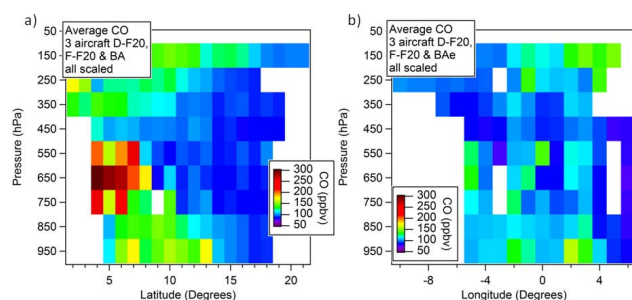 a)
Average CO
3 aircraft D-F20,
F-F20 & BA
all scaled
50
150
250
350
450
550
650
750
850
950
Pressure (hPa)
CO (ppbv)
300
250
200
150
100
50
5
10
15
20
Latitude (Degrees)
b)
Average CO
3 aircraft D-F20,
F-F20 & BAe
all scaled
50
150
250
350
450
550
650
750
850
950
Pressure (hPa)
CO (ppbv)
300
250
200
150
100
50
-8
-4
0
4
Longitude (Degrees)